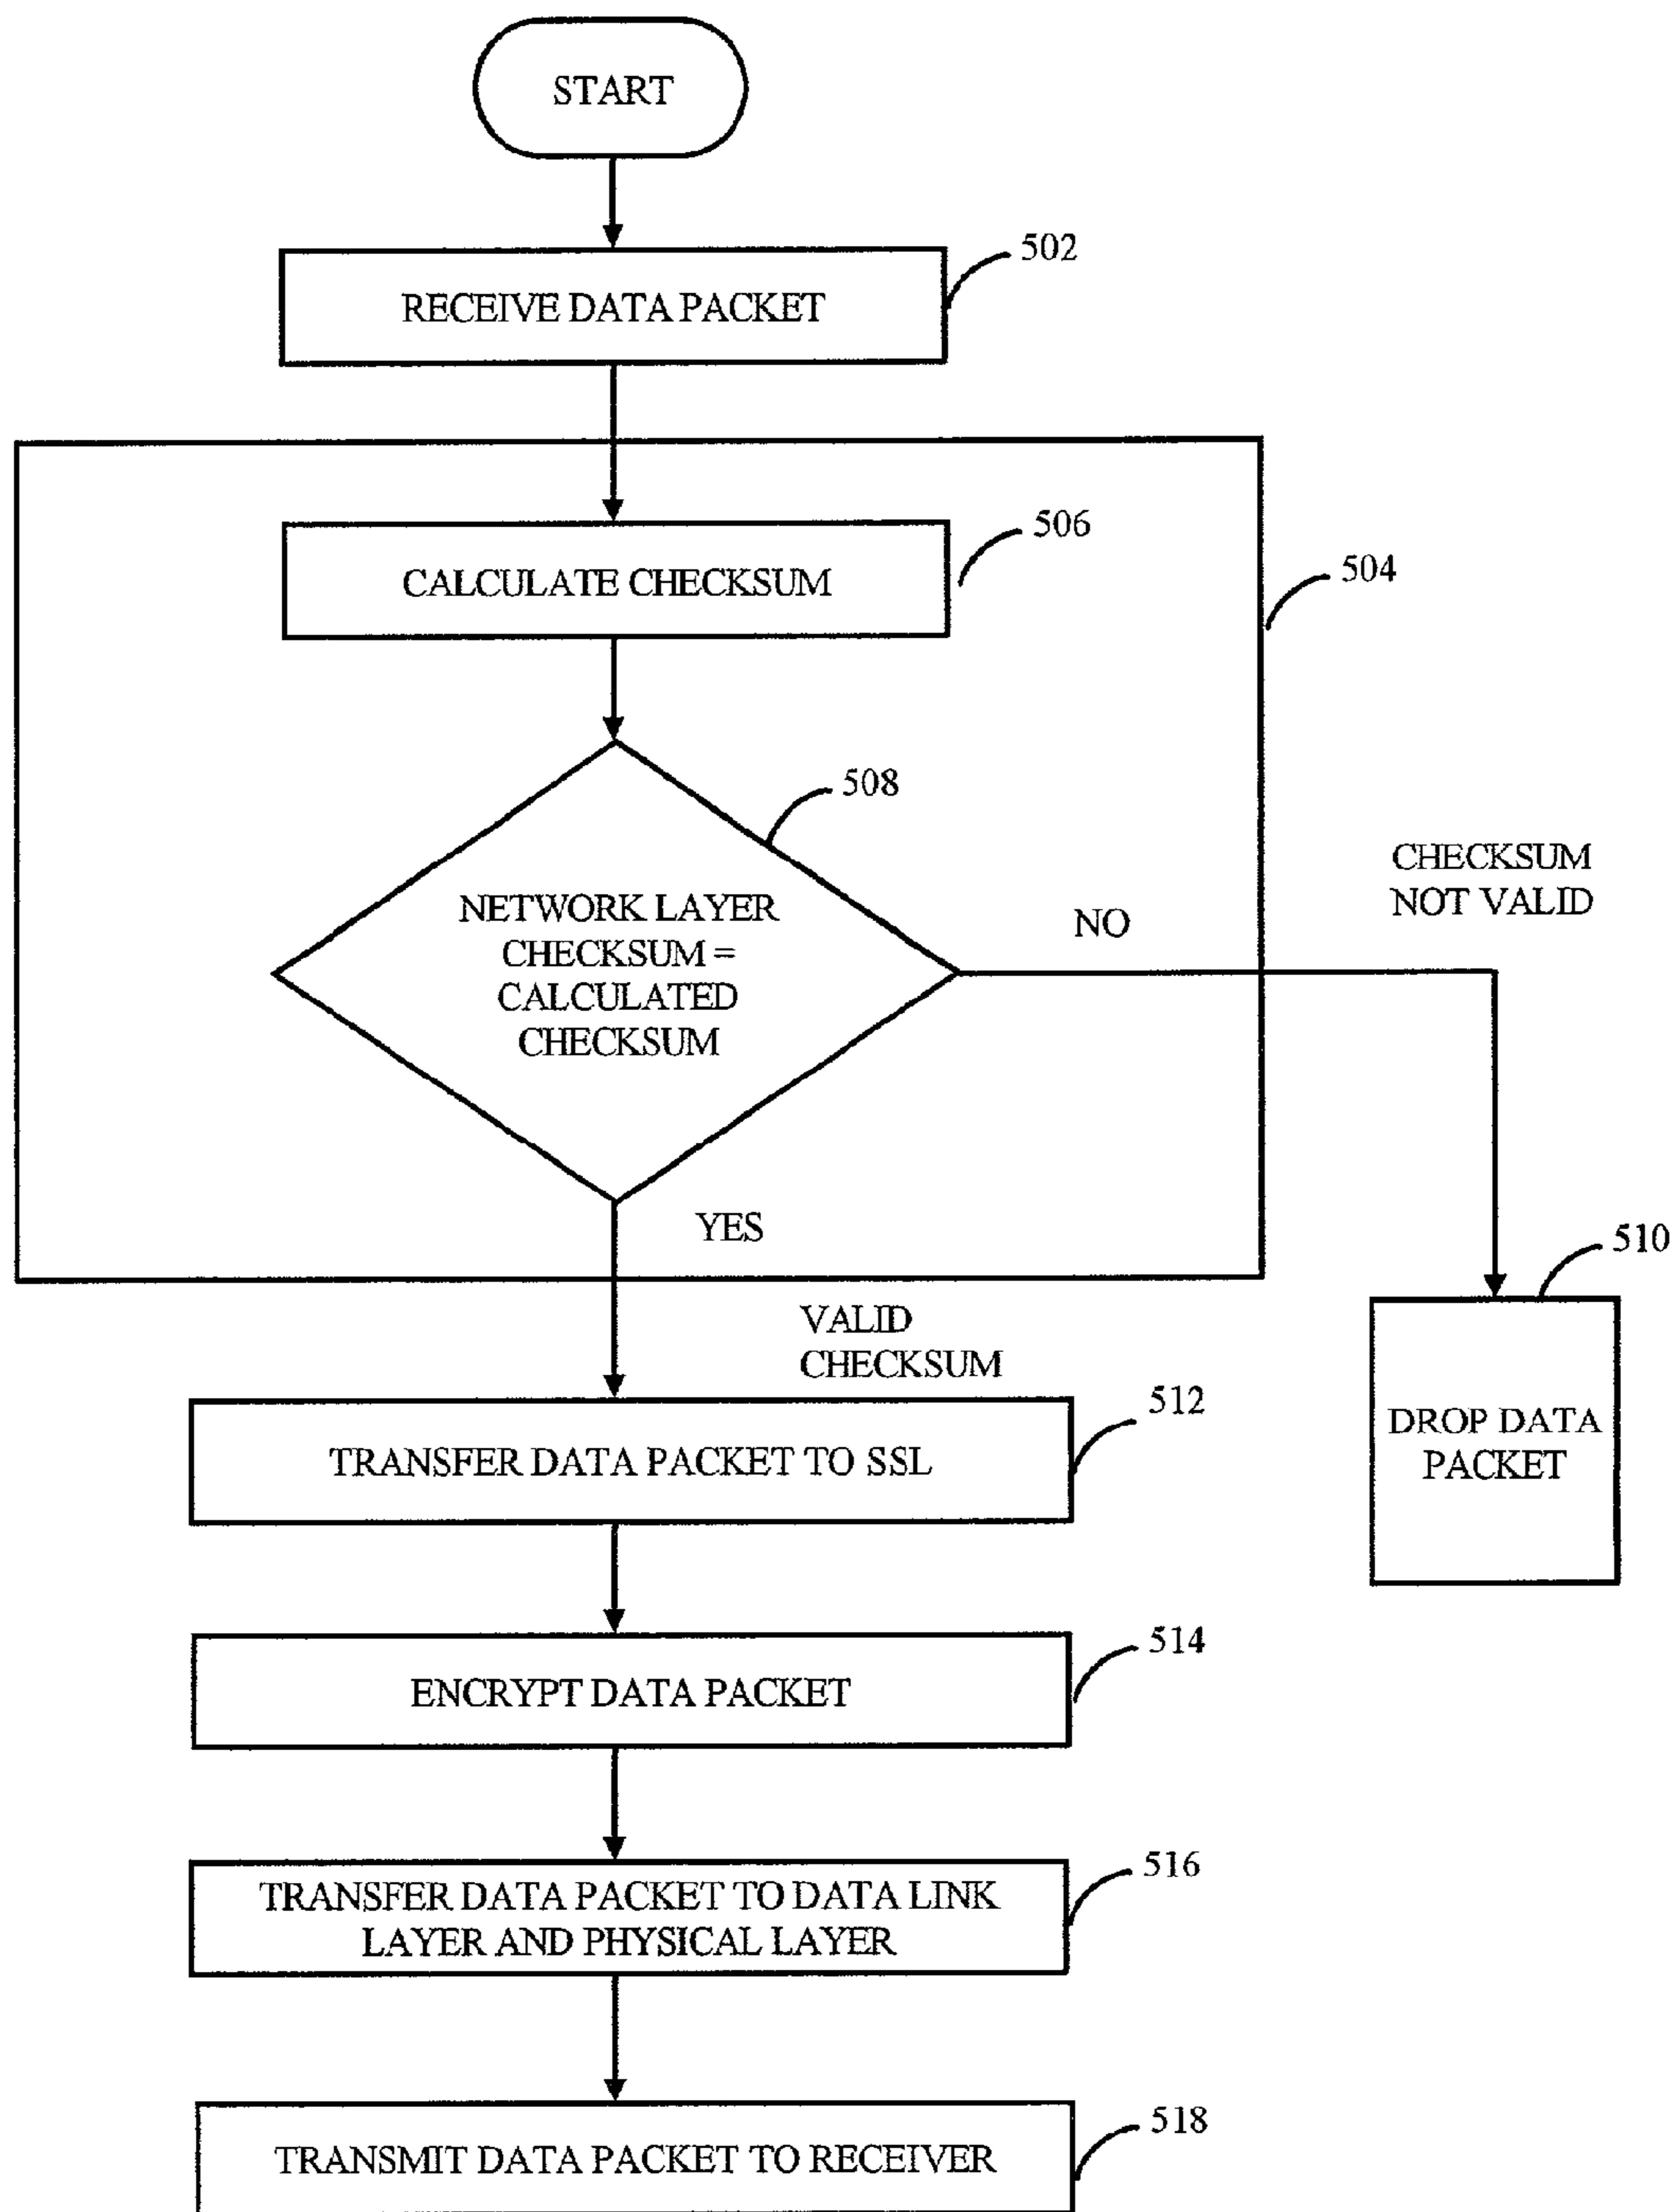 START
502
RECEIVE DATA PACKET
506
CALCULATE CHECKSUM
504
508
NETWORK LAYER
CHECKSUM =
CALCULATED
CHECKSUM
NO
CHECKSUM
NOT VALID
YES
510
VALID
CHECKSUM
DROP DATA
PACKET
512
TRANSFER DATA PACKET TO SSL
514
ENCRYPT DATA PACKET
516
TRANSFER DATA PACKET TO DATA LINK
LAYER AND PHYSICAL LAYER
518
TRANSMIT DATA PACKET TO RECEIVER